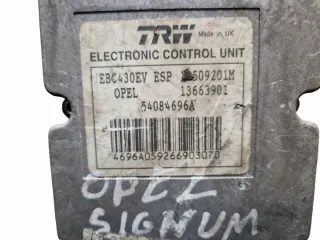 TRW Made in UK
ELECTRONIC CONTROL UNIT
EBC430EV ESP 509201M
OPEL 13663901
54084696A
4696A059266903070
OPEL
SIGNUM